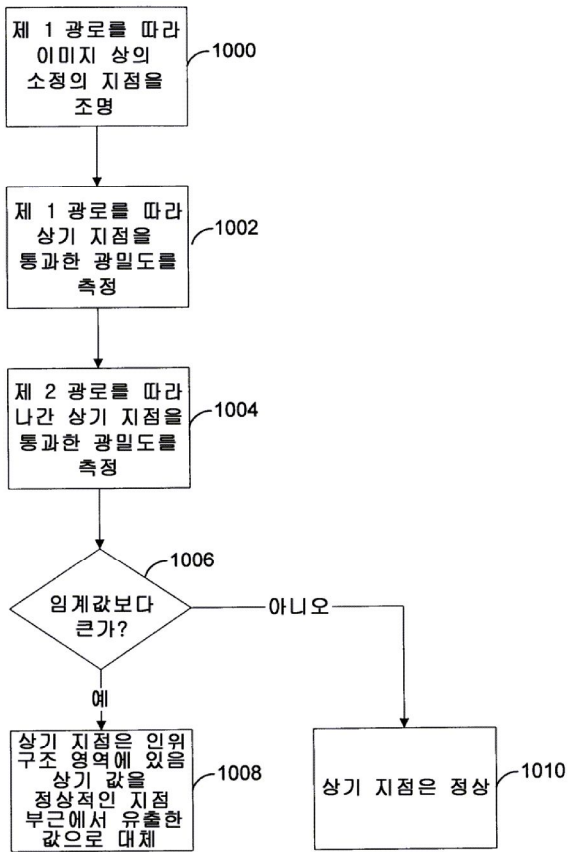 제 1 광로를 따라
이미지 상의
소정의 지점을
조명
1000
제 1 광로를 따라
상기 지점을
통과한 광밀도를
측정
1002
제 2 광로를 따라
나간 상기 지점을
통과한 광밀도를
측정
1004
임계값보다
큰가?
1006
아니오
예
상기 지점은 인위
구조 영역에 있음
상기 값을
정상적인 지점
부근에서 유출한
값으로 대체
1008
상기 지점은 정상
1010